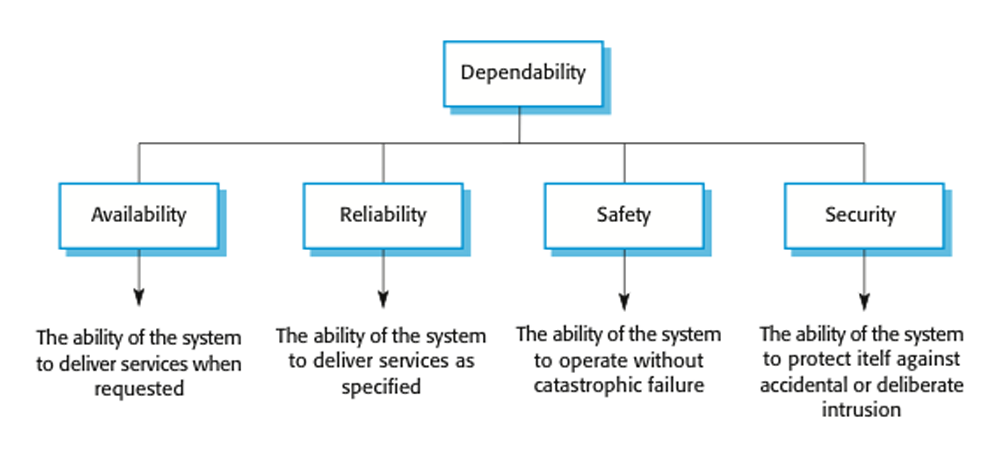 Dependability
Availability
Reliability
Safety
Security
The ability of the system
to deliver services when
requested
The ability of the system
to deliver services as
specified
The ability of the system
to operate without
catastrophic failure
The ability of the system
to protect itelf against
accidental or deliberate
intrusion